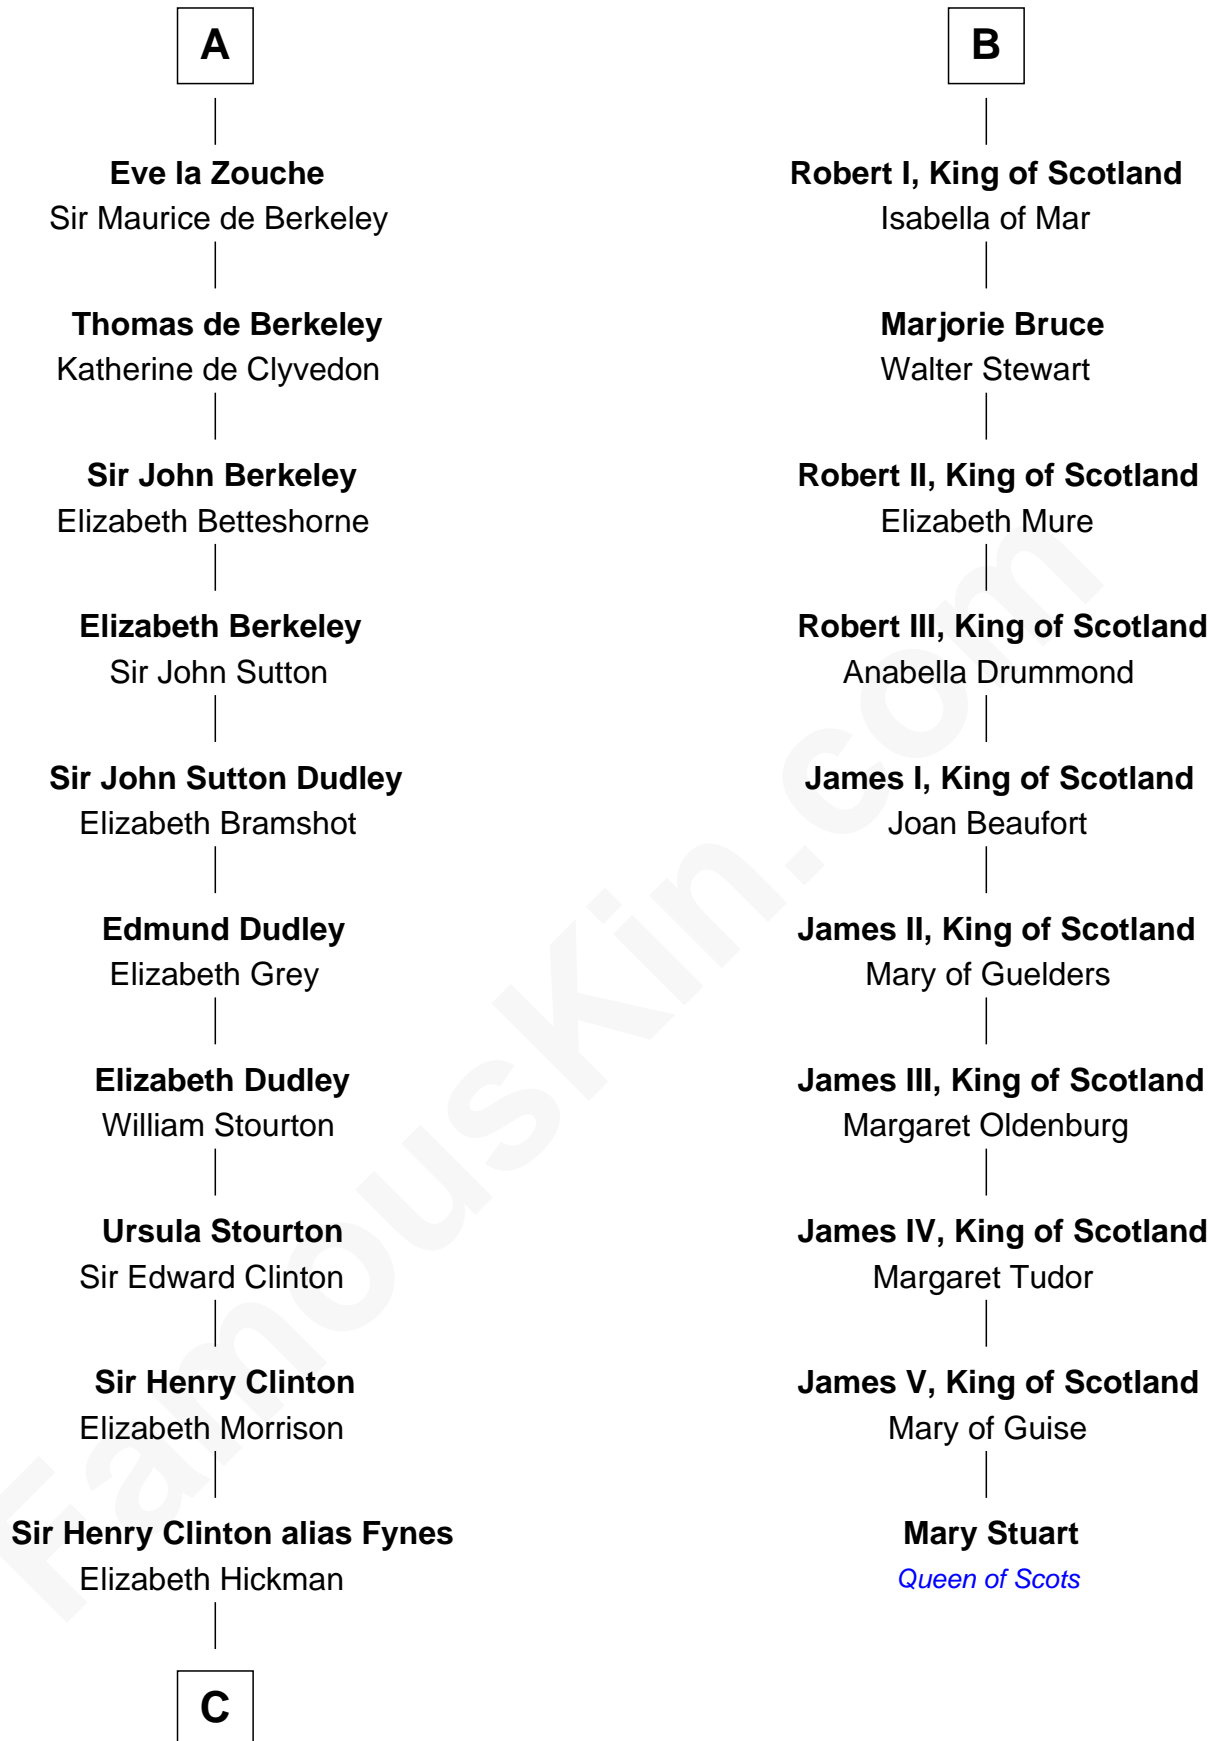 A
Eve la Zouche
Sir Maurice de Berkeley
Thomas de Berkeley
Katherine de Clyvedon
Sir John Berkeley
Elizabeth Betteshorne
Elizabeth Berkeley
Sir John Sutton
Sir John Sutton Dudley
Elizabeth Bramshot
Edmund Dudley
Elizabeth Grey
Elizabeth Dudley
William Stourton
Ursula Stourton
Sir Edward Clinton
Sir Henry Clinton
Elizabeth Morrison
Sir Henry Clinton alias Fynes
Elizabeth Hickman
C
B
Robert I, King of Scotland
Isabella of Mar
Marjorie Bruce
Walter Stewart
Robert II, King of Scotland
Elizabeth Mure
Robert III, King of Scotland
Anabella Drummond
James I, King of Scotland
Joan Beaufort
James II, King of Scotland
Mary of Guelders
James III, King of Scotland
Margaret Oldenburg
James IV, King of Scotland
Margaret Tudor
James V, King of Scotland
Mary of Guise
Mary Stuart
Queen of Scots
FamousKin.com